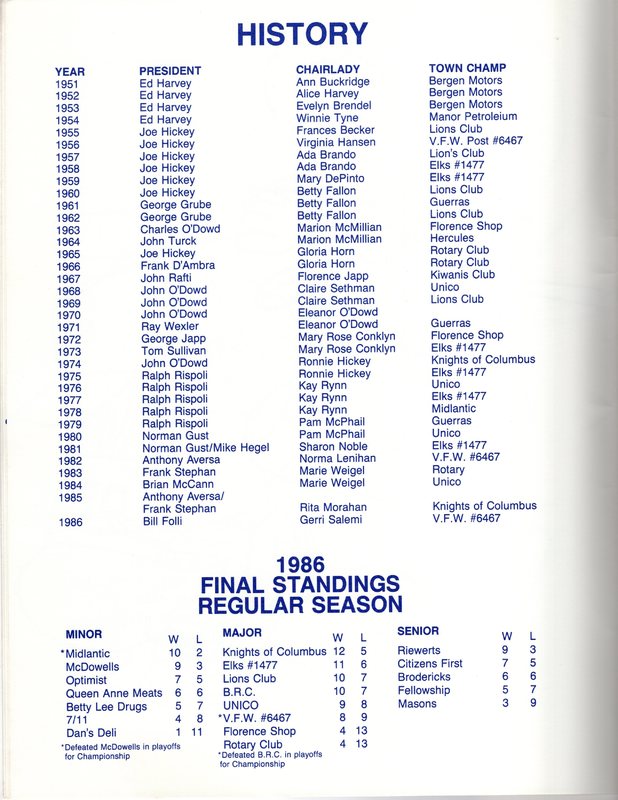 HISTORY
YEAR PRESIDENT CHAIRLADY TOWN CHAMP
1951 Ed Harvey Ann Buckridge Bergen Motors
1952 Ed Harvey Alice Harvey Bergen Motors
1953 Ed Harvey Evelyn Brendel Bergen Motors
1954 Ed Harvey Winnie Tyne Manor Petroleium
1955 Joe Hickey Frances Becker Lions Club
1956 Joe Hickey Virginia Hansen V.F.W. Post #6467
1957 Joe Hickey Ada Brando Lion's Club
1958 Joe Hickey Ada Brando Elks #1477
1959 Joe Hickey Mary DePinto Elks #1477
1960 Joe Hickey Betty Fallon Lions Club
1961 George Grube Betty Fallon Guerras
1962 George Grube Betty Fallon Lions Club
1963 Charles O'Dowd Marion McMillian Florence Shop
1964 John Turck Marion McMillian Hercules
1965 Joe Hickey Gloria Horn Rotary Club
1966 Frank D'Ambra Gloria Horn Rotary Club
1967 John Rafti Florence Japp Kiwanis Club
1968 John O'Dowd Claire Sethman Unico
1969 John O'Dowd Claire Sethman Lions Club
1970 John O'Dowd Eleanor O'Dowd
1971 Ray Wexler Eleanor O'Dowd Guerras
1972 George Japp Mary Rose Conklyn Florence Shop
1973 Tom Sullivan Mary Rose Conklyn Elks #1477
1974 John O'Dowd Ronnie Hickey Knights of Columbus
1975 Ralph Rispoli Ronnie Hickey Elks #1477
1976 Ralph Rispoli Kay Rynn Unico
1977 Ralph Rispoli Kay Rynn Elks #1477
1978 Ralph Rispoli Kay Rynn Midlantic
1979 Ralph Rispoli Pam McPhail Guerras
1980 Norman Gust Pam McPhail Unico
1981 Norman Gust/Mike Hegel Sharon Noble Elks #1477
1982 Anthony Aversa Norma Lenihan V.F.W. #6467
1983 Frank Stephan Marie Weigel Rotary
1984 Brian McCann Marie Weigel Unico
1985 Anthony Aversa/
Frank Stephan Rita Morahan Knights of Columbus
1986 Bill Folli Gerri Salemi V.F.W. #6467
1986
FINAL STANDINGS
REGULAR SEASON
MINOR W L
*Midlantic 10 2
McDowells 9 3
Optimist 7 5
Queen Anne Meats 6 6
Betty Lee Drugs 5 7
7/11 4 8
Dan's Deli 1 11
*Defeated McDowells in playoffs
for Championship
MAJOR W L
Knights of Columbus 12 5
Elks #1477 11 6
Lions Club 10 7
B.R.C. 10 7
UNICO 9 8
*V.F.W. #6467 8 9
Florence Shop 4 13
Rotary Club 4 13
*Defeated B.R.C. in playoffs
for Championship
SENIOR W L
Riewerts 9 3
Citizens First 7 5
Brodericks 6 6
Fellowship 5 7
Masons 3 9